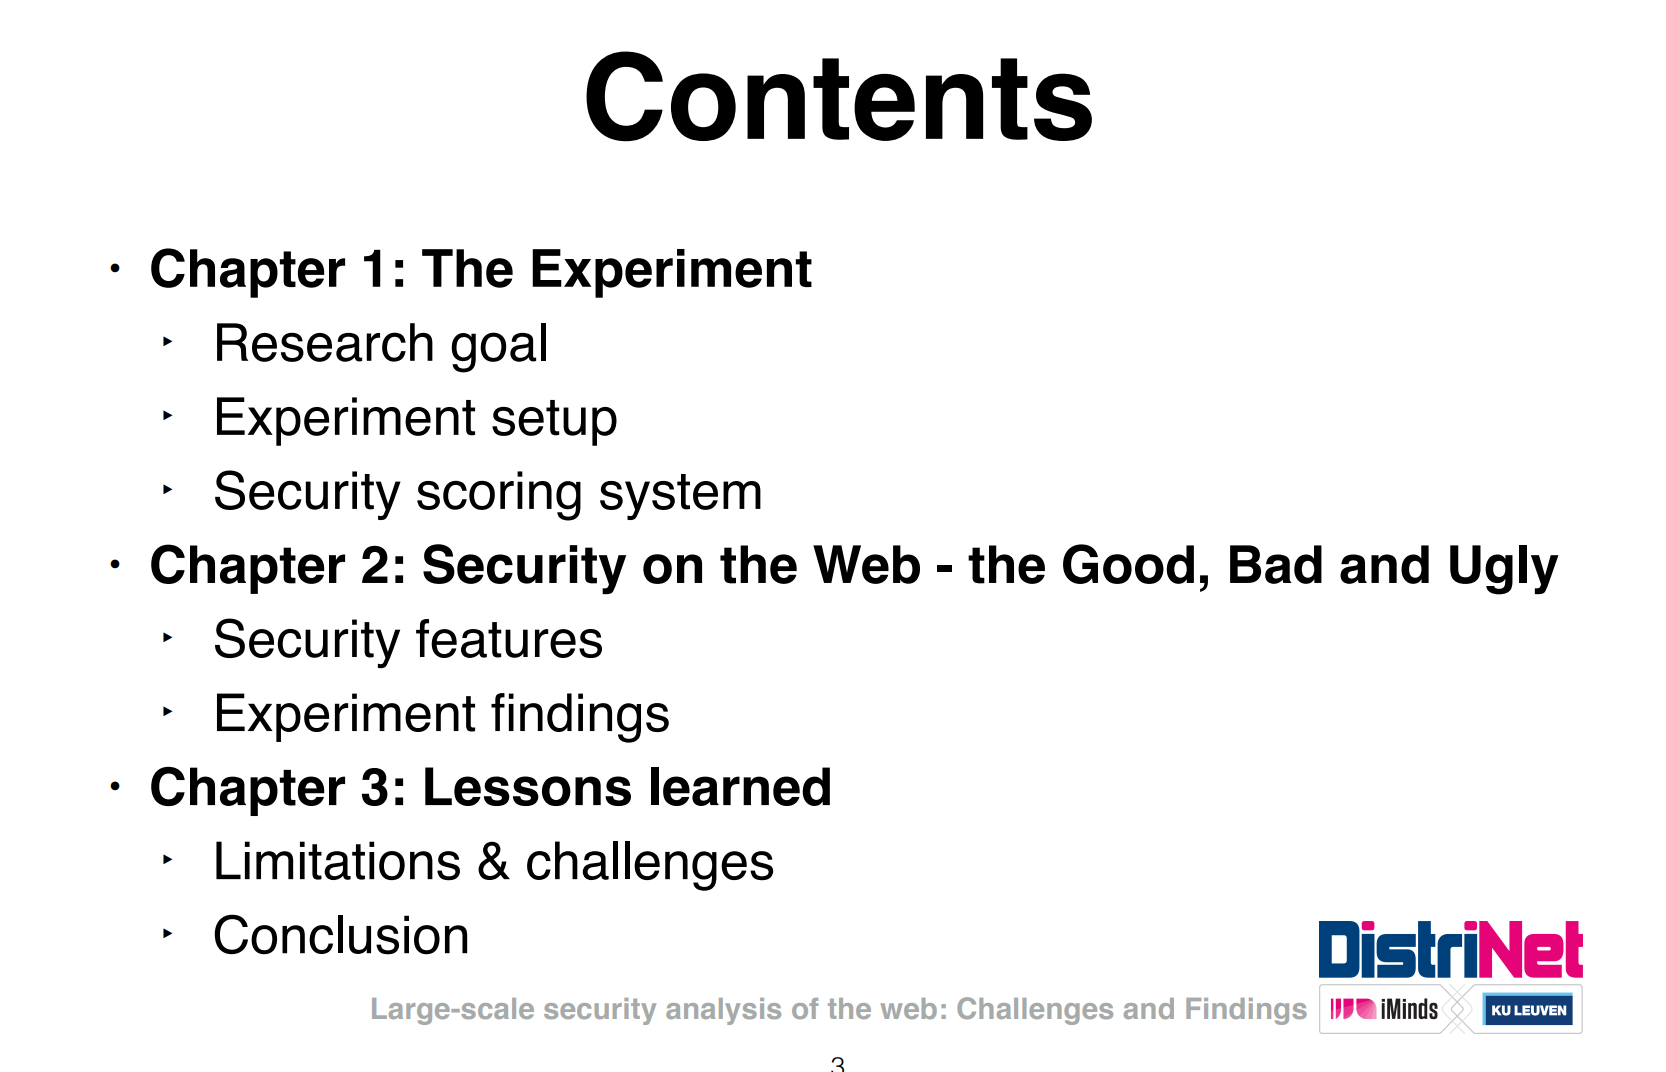 Contents
• Chapter 1: The Experiment
‣ Research goal
‣ Experiment setup
‣ Security scoring system
• Chapter 2: Security on the Web - the Good, Bad and Ugly
‣ Security features
‣ Experiment findings
• Chapter 3: Lessons learned
‣ Limitations & challenges
‣ Conclusion
DistriNet
Large-scale security analysis of the web: Challenges and Findings
iMinds
KU LEUVEN
3